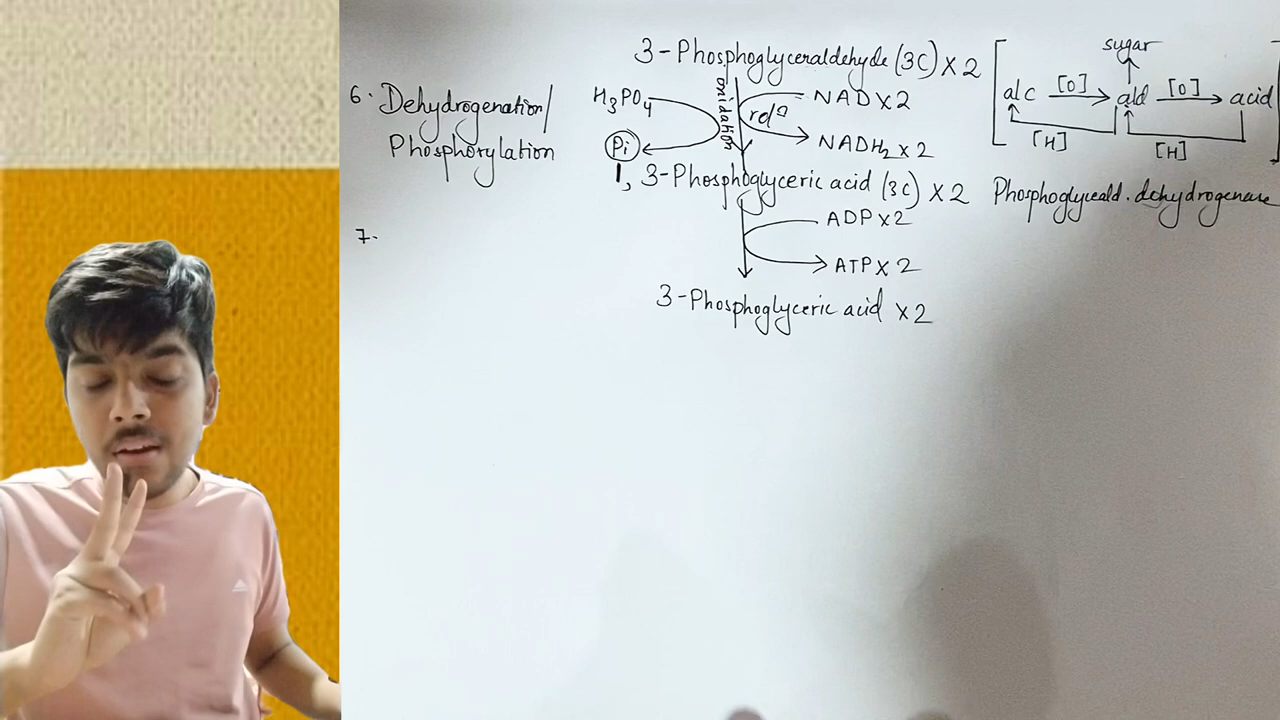 3-Phosphoglyceraldehyde (3C) X 2
sugar
alc [O] ald [O] acid
[H] [H]
6. Dehydrogenation/
Phosphorylation
H₃PO₄
Pi
oxidation
NAD X 2
redⁿ
NADH₂ X 2
1, 3-Phosphoglyceric acid (3C) X 2
Phosphoglyceald. dehydrogenase
7.
ADP X 2
ATP X 2
3-Phosphoglyceric acid X 2